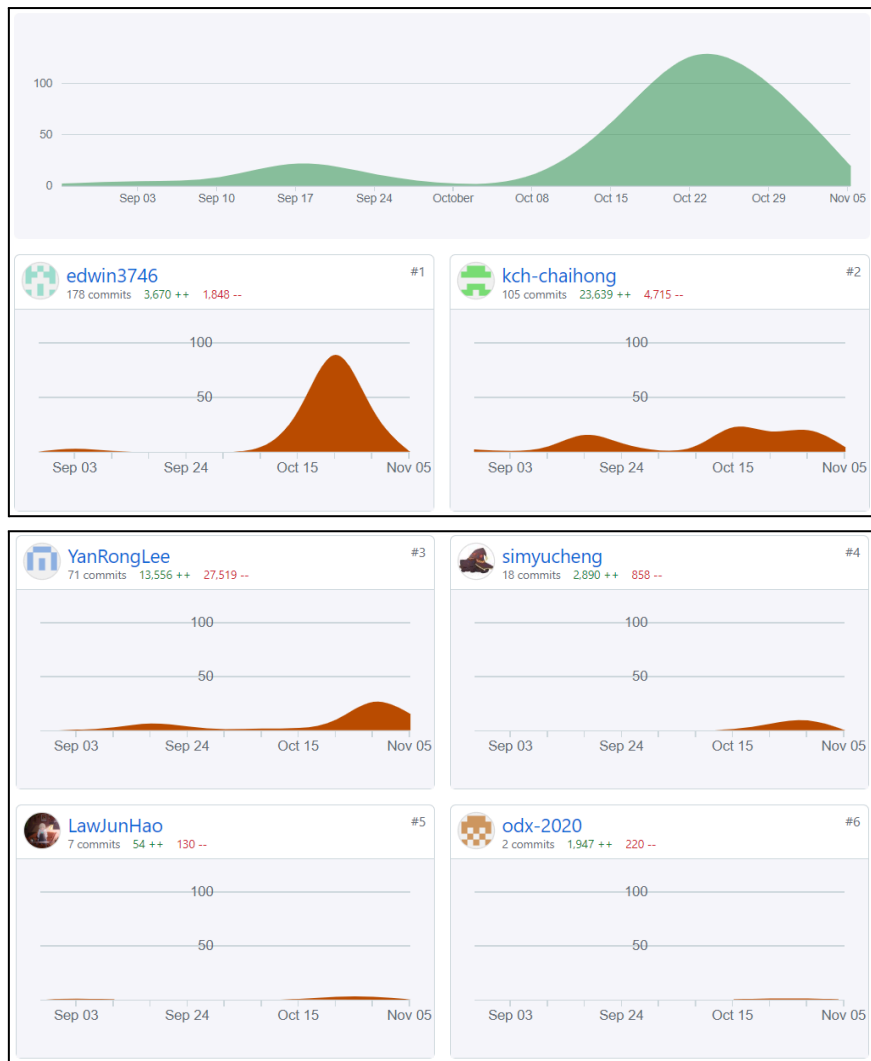 100
50
0
Sep 03 Sep 10 Sep 17 Sep 24 October Oct 08 Oct 15 Oct 22 Oct 29 Nov 05
edwin3746 #1
178 commits 3,670 ++ 1,848 --
100
50
Sep 03 Sep 24 Oct 15 Nov 05
kch-chaihong #2
105 commits 23,639 ++ 4,715 --
100
50
Sep 03 Sep 24 Oct 15 Nov 05
YanRongLee #3
71 commits 13,556 ++ 27,519 --
100
50
Sep 03 Sep 24 Oct 15 Nov 05
simyucheng #4
18 commits 2,890 ++ 858 --
100
50
Sep 03 Sep 24 Oct 15 Nov 05
LawJunHao #5
7 commits 54 ++ 130 --
100
50
Sep 03 Sep 24 Oct 15 Nov 05
odx-2020 #6
2 commits 1,947 ++ 220 --
100
50
Sep 03 Sep 24 Oct 15 Nov 05